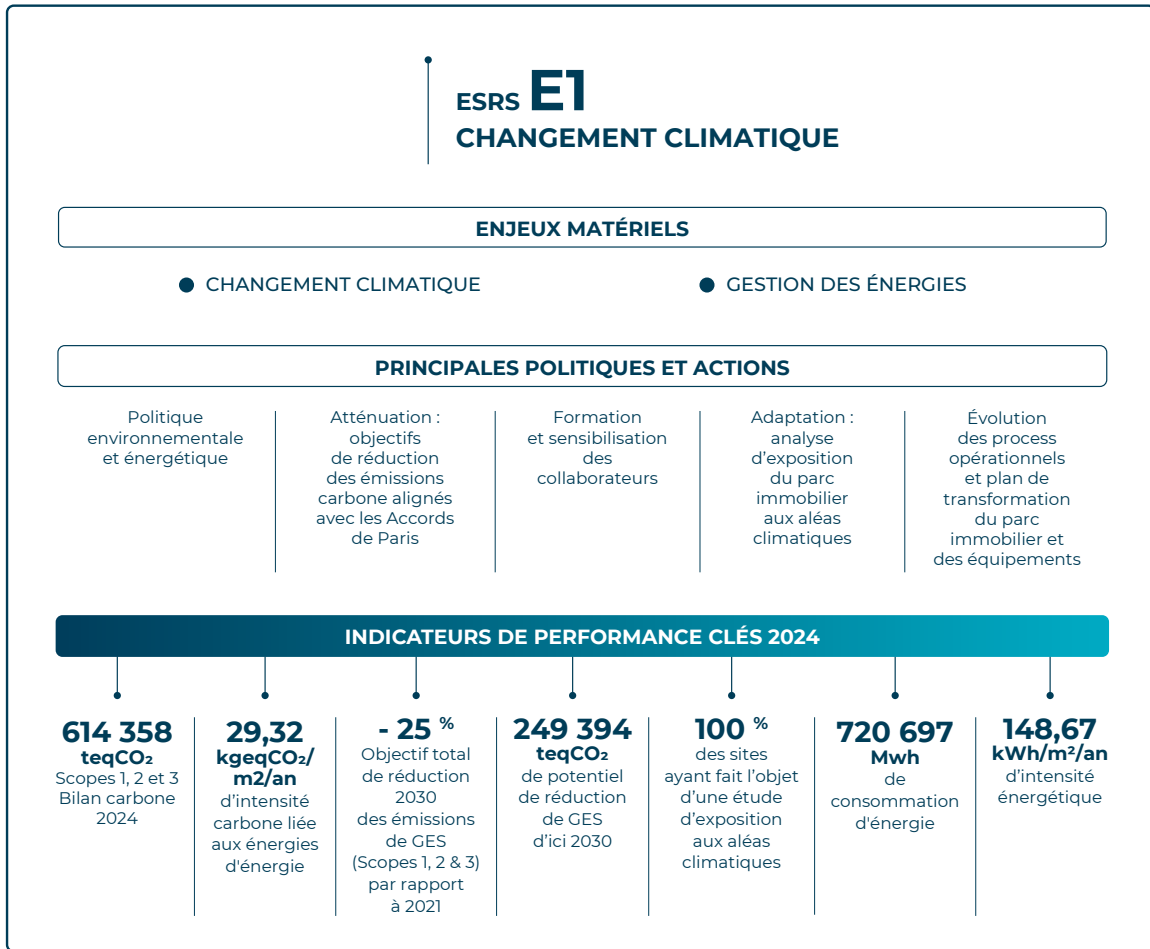 ESRS E1
CHANGEMENT CLIMATIQUE
ENJEUX MATÉRIELS
CHANGEMENT CLIMATIQUE
GESTION DES ÉNERGIES
PRINCIPALES POLITIQUES ET ACTIONS
Politique
environnementale
et énergétique
Atténuation :
objectifs
de réduction
des émissions
carbone alignés
avec les Accords
de Paris
Formation
et sensibilisation
des
collaborateurs
Adaptation :
analyse
d’exposition
du parc
immobilier
aux aléas
climatiques
Évolution
des process
opérationnels
et plan de
transformation
du parc
immobilier et
des équipements
INDICATEURS DE PERFORMANCE CLÉS 2024
614 358
teqCO₂
Scopes 1, 2 et 3
Bilan carbone
2024
29,32
kgeqCO₂/
m2/an
d’intensité
carbone liée
aux énergies
d'énergie
- 25 %
Objectif total
de réduction
2030
des émissions
de GES
(Scopes 1, 2 & 3)
par rapport
à 2021
249 394
teqCO₂
de potentiel
de réduction
de GES
d’ici 2030
100 %
des sites
ayant fait l’objet
d’une étude
d’exposition
aux aléas
climatiques
720 697
Mwh
de
consommation
d'énergie
148,67
kWh/m²/an
d’intensité
énergétique